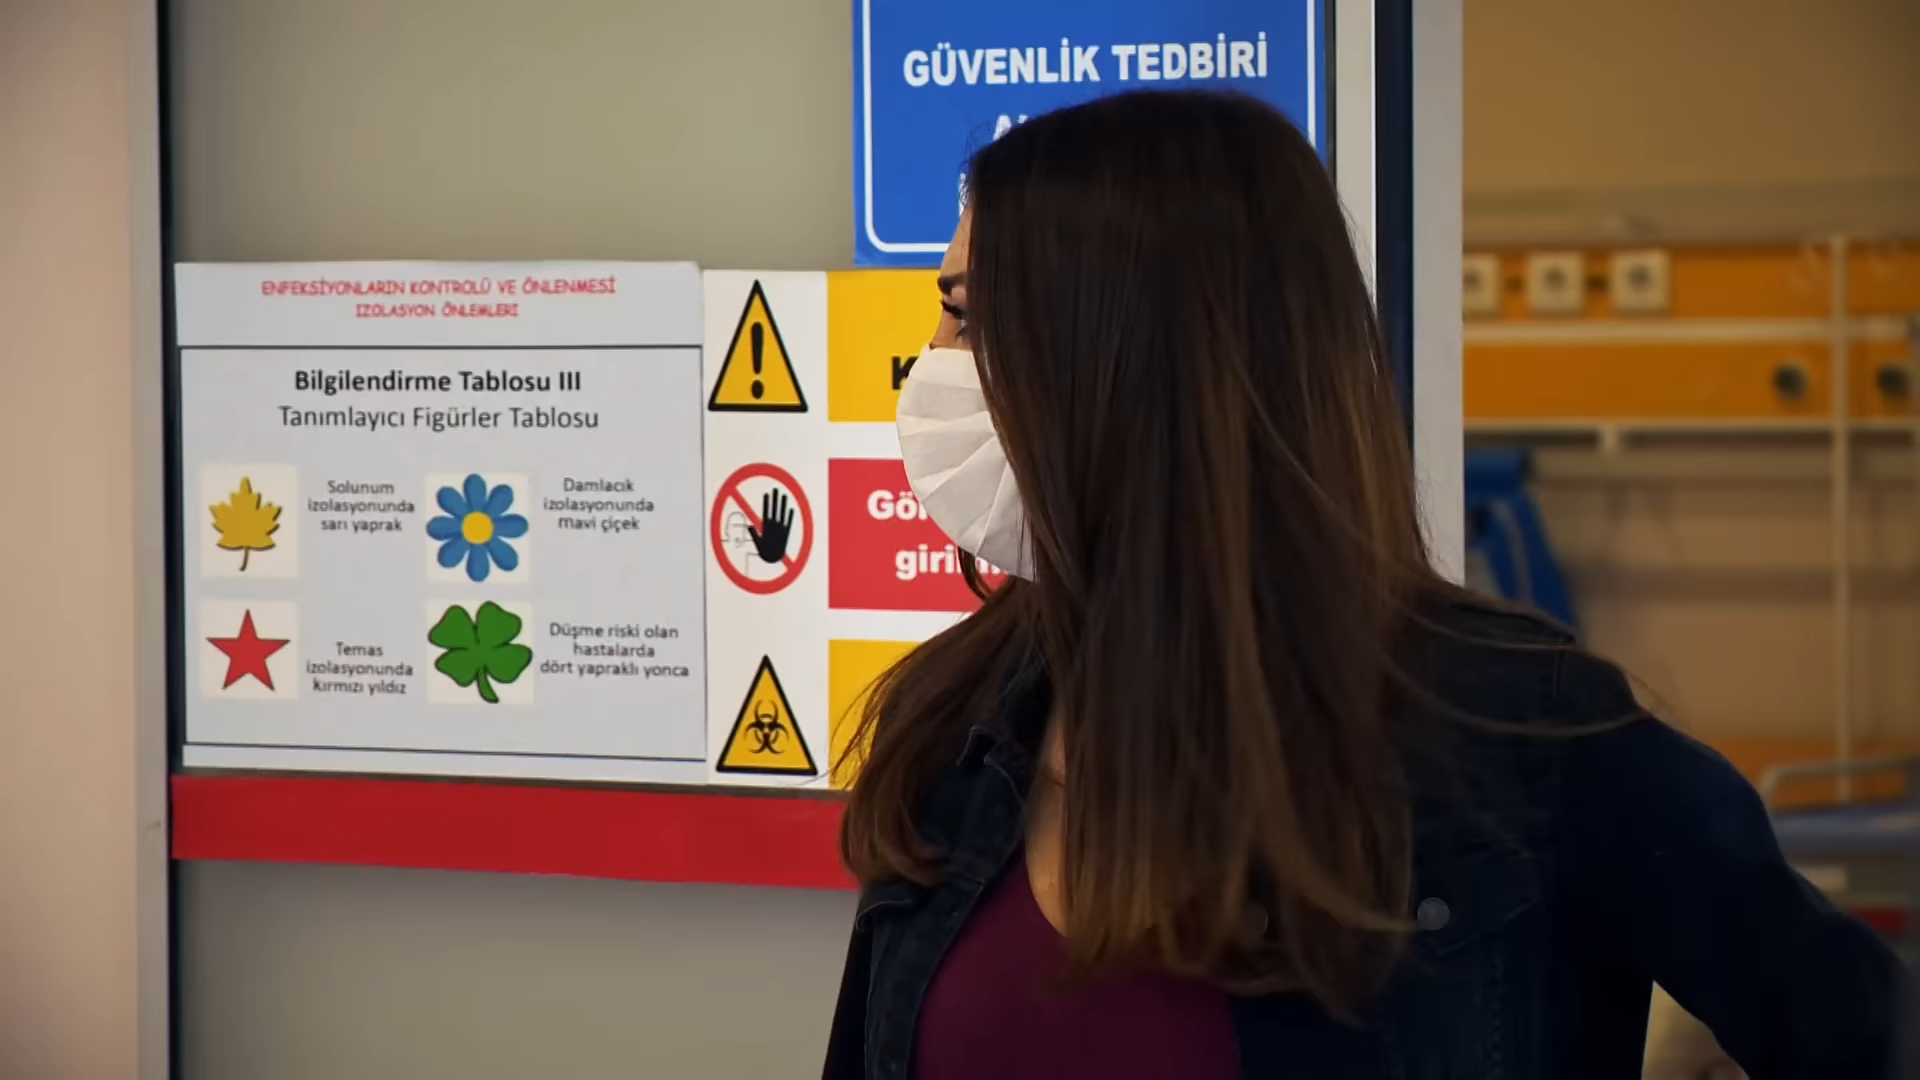 GÜVENLİK TEDBİRİ
ENFEKSİYONLARIN KONTROLÜ VE ÖNLENMESİ
IZOLASYON ÖNLEMLERI
Bilgilendirme Tablosu III
Tanımlayıcı Figürler Tablosu
Solunum
izolasyonunda
sarı yaprak
Damlacık
izolasyonunda
mavi çiçek
Temas
izolasyonunda
kırmızı yıldız
Düşme riski olan
hastalarda
dört yapraklı yonca